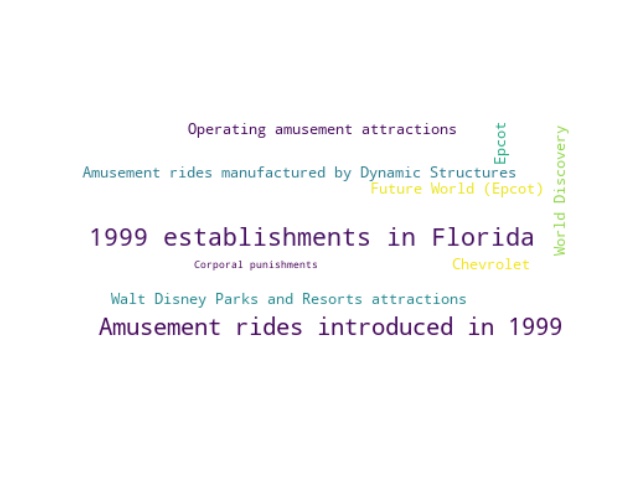 Operating amusement attractions
Epcot
World Discovery
Amusement rides manufactured by Dynamic Structures
Future World (Epcot)
1999 establishments in Florida
Corporal punishments
Chevrolet
Walt Disney Parks and Resorts attractions
Amusement rides introduced in 1999